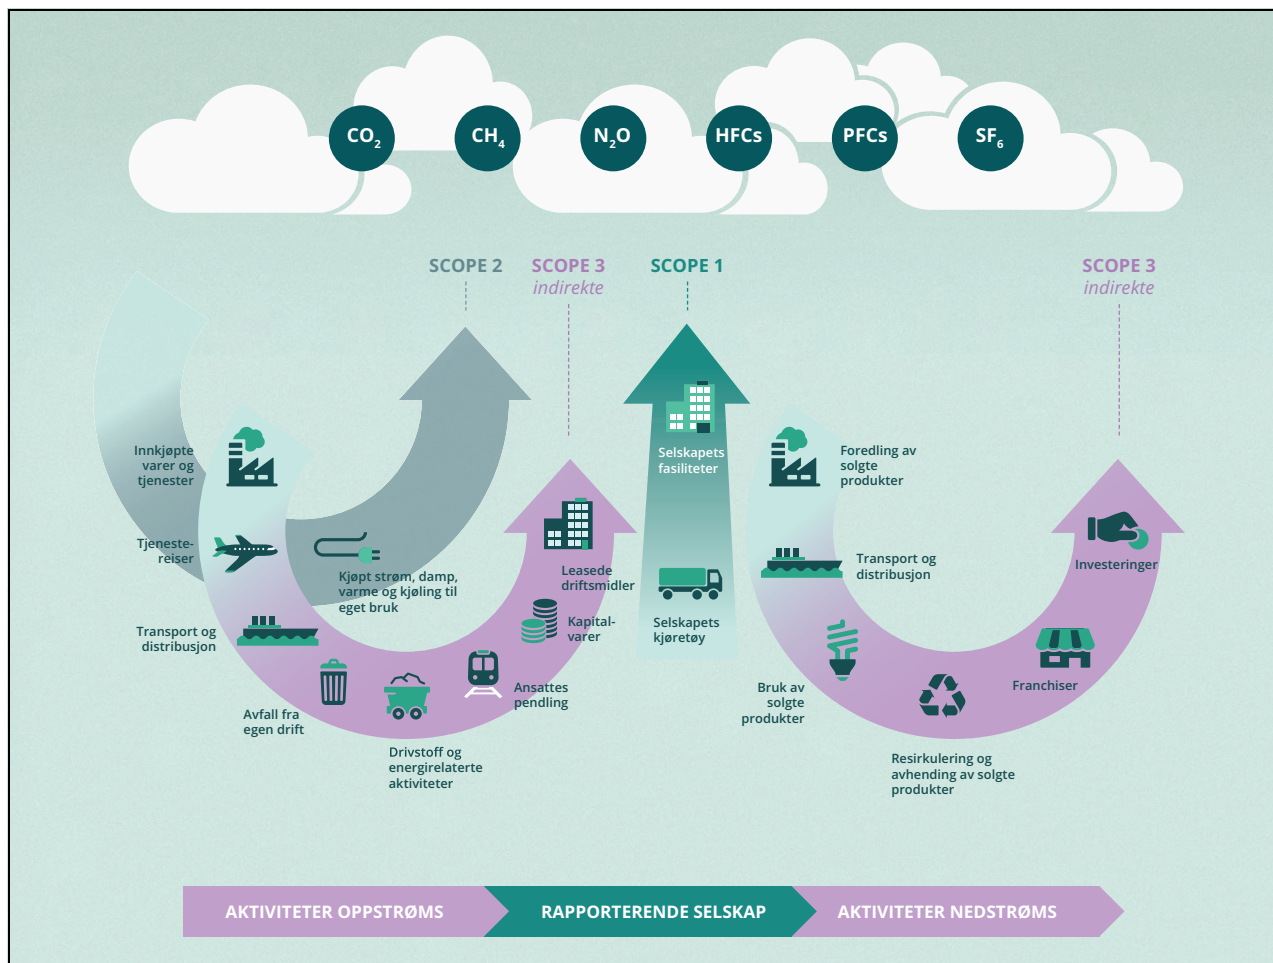 CO2
CH4
N2O
HFCs
PFCs
SF6
SCOPE 2
SCOPE 3
indirekte
SCOPE 1
SCOPE 3
indirekte
Innkjøpte
varer og
tjenester
Tjeneste-
reiser
Transport og
distribusjon
Avfall fra
egen drift
Drivstoff og
energirelaterte
aktiviteter
Ansattes
pendling
Kapital-
varer
Leasede
driftsmidler
Kjøpt strøm, damp,
varme og kjøling til
eget bruk
Selskapets
fasiliteter
Selskapets
kjøretøy
Foredling av
solgte
produkter
Transport og
distribusjon
Bruk av
solgte
produkter
Resirkulering og
avhending av solgte
produkter
Franchiser
Investeringer
AKTIVITETER OPPSTRØMS
RAPPORTERENDE SELSKAP
AKTIVITETER NEDSTRØMS